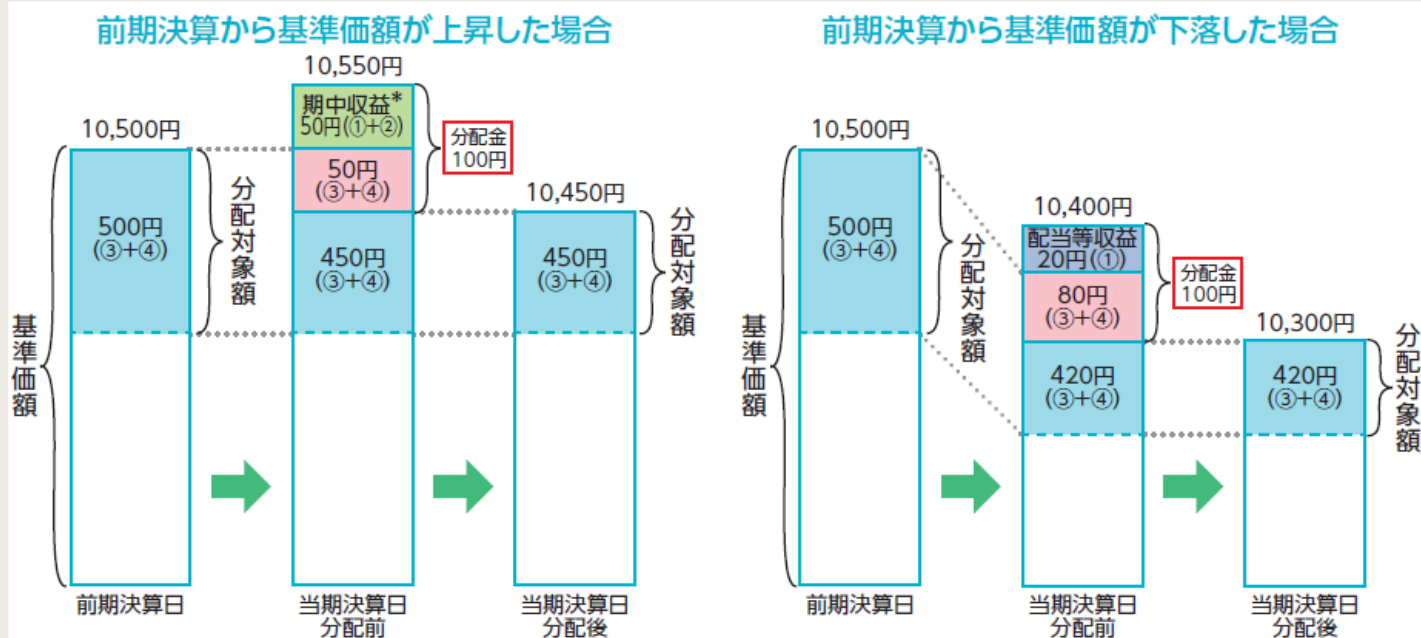 前期決算から基準価額が上昇した場合
10,550円
期中収益*
50円(①+②)
10,500円
分配金
100円
50円
(③+④)
10,450円
500円
(③+④)
分配対象額
450円
(③+④)
450円
(③+④)
分配対象額
基準価額
前期決算日
当期決算日
分配前
当期決算日
分配後
前期決算から基準価額が下落した場合
10,500円
10,400円
500円
(③+④)
分配対象額
配当等収益
20円(①)
分配金
100円
80円
(③+④)
10,300円
420円
(③+④)
420円
(③+④)
分配対象額
基準価額
前期決算日
当期決算日
分配前
当期決算日
分配後